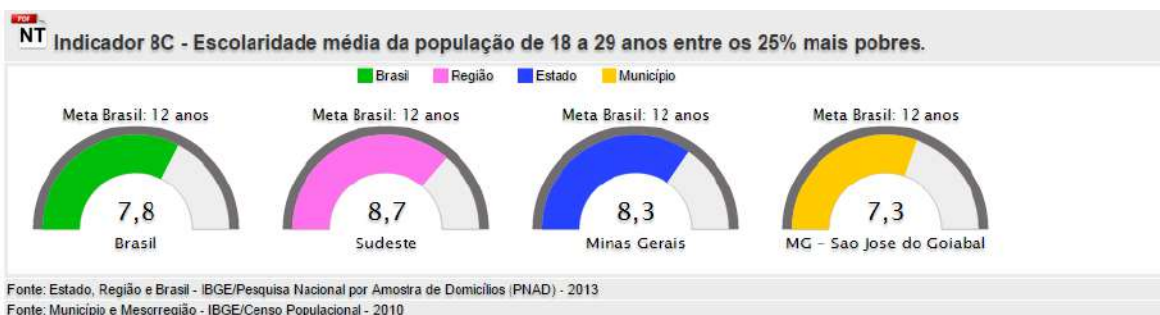 PDF
NT
Indicador 8C - Escolaridade média da população de 18 a 29 anos entre os 25% mais pobres.
Brasil Região Estado Município
Meta Brasil: 12 anos Meta Brasil: 12 anos Meta Brasil: 12 anos Meta Brasil: 12 anos
7,8 8,7 8,3 7,3
Brasil Sudeste Minas Gerais MG - Sao Jose do Goiabal
Fonte: Estado, Região e Brasil - IBGE/Pesquisa Nacional por Amostra de Domicílios (PNAD) - 2013
Fonte: Município e Mesorregião - IBGE/Censo Populacional - 2010